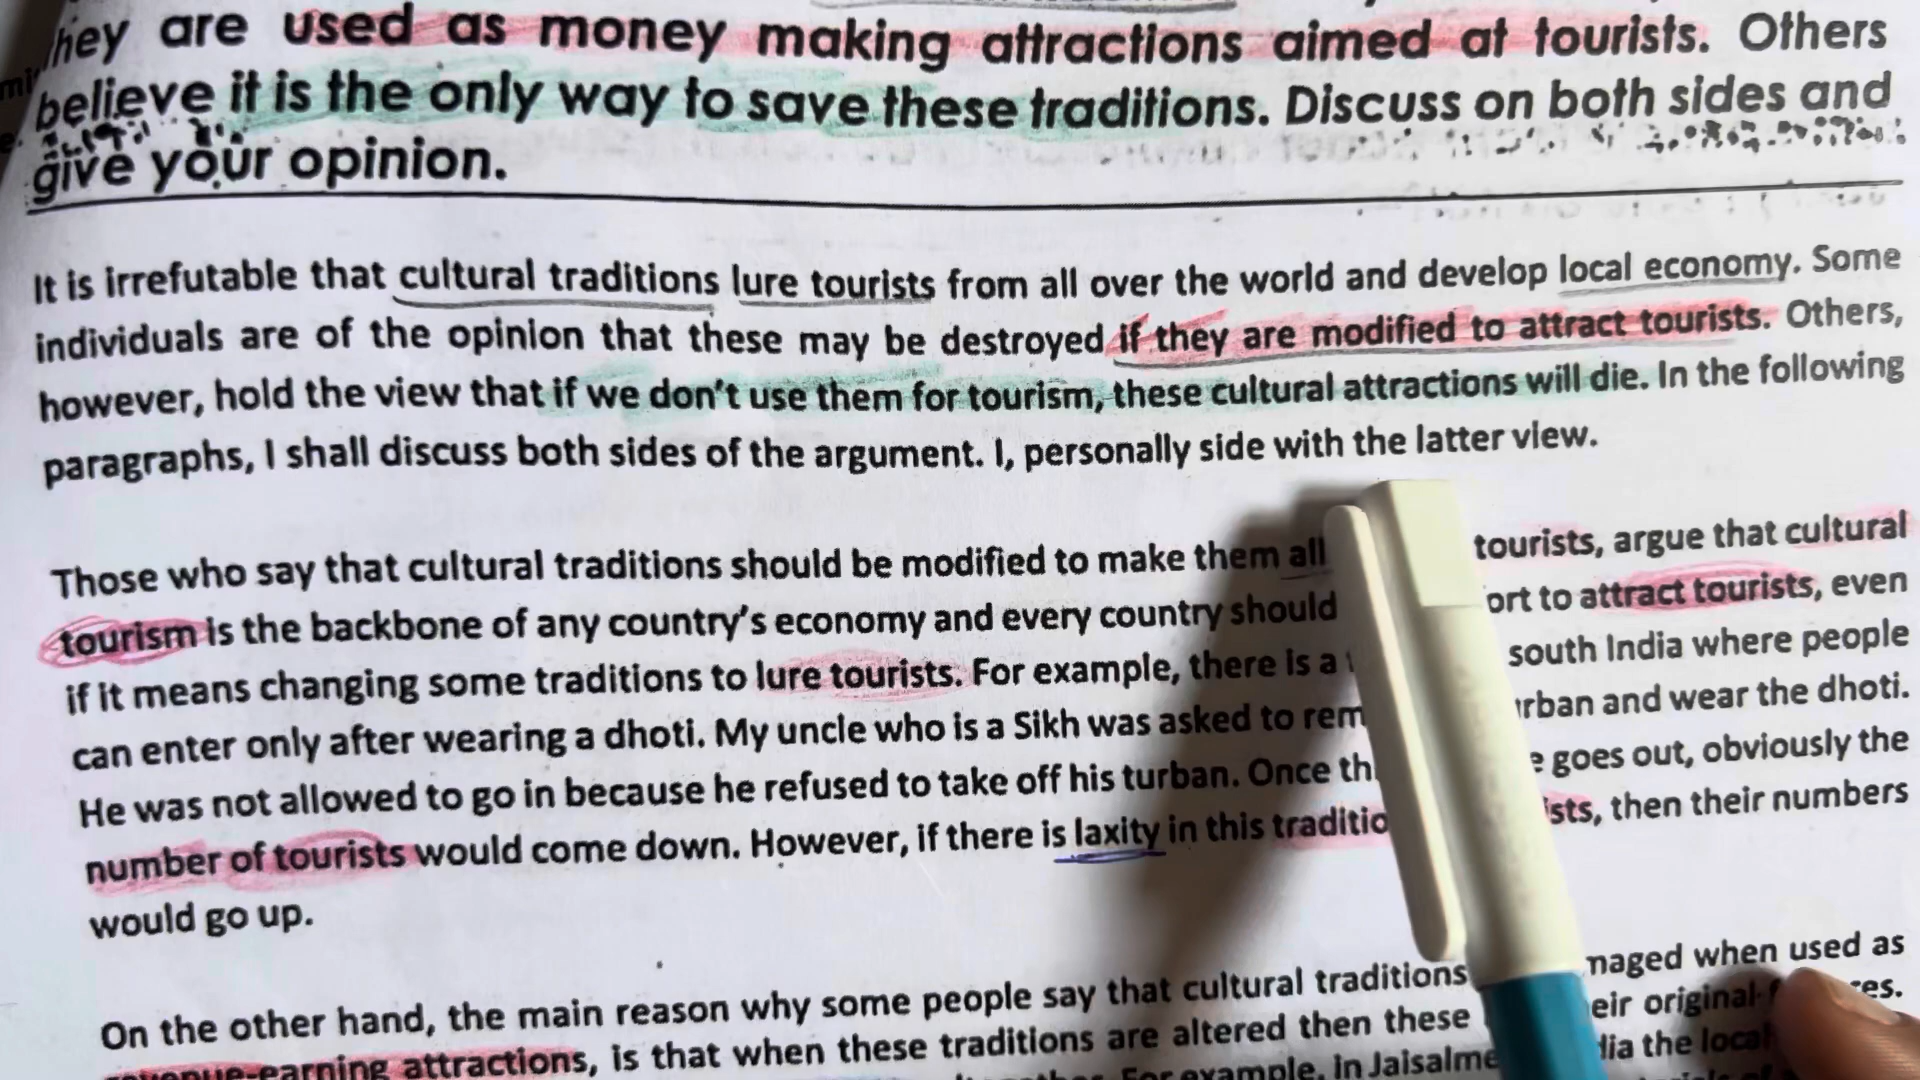 they are used as money making attractions aimed at tourists. Others
believe it is the only way to save these traditions. Discuss on both sides and
give your opinion.
It is irrefutable that cultural traditions lure tourists from all over the world and develop local economy. Some
individuals are of the opinion that these may be destroyed if they are modified to attract tourists. Others,
however, hold the view that if we don't use them for tourism, these cultural attractions will die. In the following
paragraphs, I shall discuss both sides of the argument. I, personally side with the latter view.
Those who say that cultural traditions should be modified to make them all tourists, argue that cultural
tourism is the backbone of any country's economy and every country should ort to attract tourists, even
if it means changing some traditions to lure tourists. For example, there is a south India where people
can enter only after wearing a dhoti. My uncle who is a Sikh was asked to rem rban and wear the dhoti.
He was not allowed to go in because he refused to take off his turban. Once th e goes out, obviously the
number of tourists would come down. However, if there is laxity in this traditio ists, then their numbers
would go up.
On the other hand, the main reason why some people say that cultural traditions maged when used as
revenue-earning attractions, is that when these traditions are altered then these eir original
For example, in Jaisalme dia the local